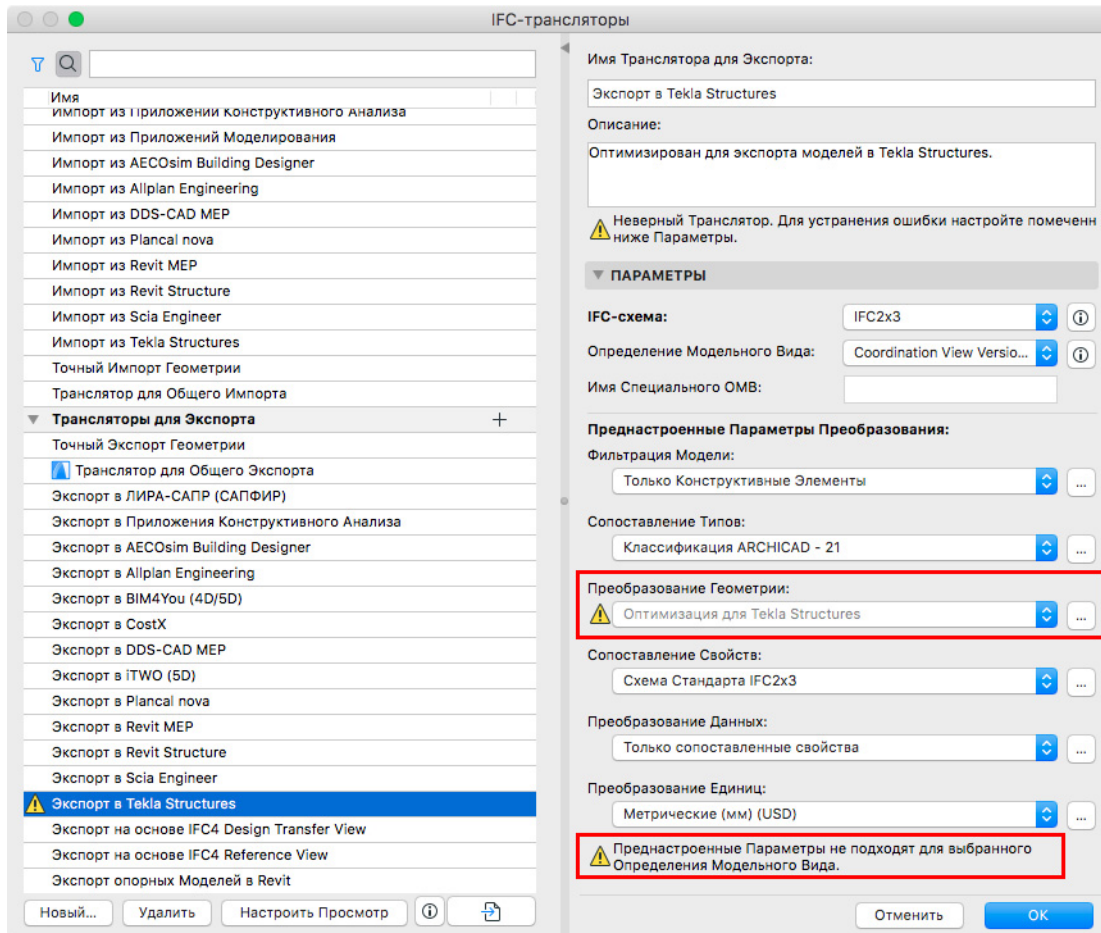 IFC-трансляторы
Имя
Импорт из Приложений Конструктивного Анализа
Импорт из Приложений Моделирования
Импорт из AECOsim Building Designer
Импорт из Allplan Engineering
Импорт из DDS-CAD MEP
Импорт из Plancal nova
Импорт из Revit MEP
Импорт из Revit Structure
Импорт из Scia Engineer
Импорт из Tekla Structures
Точный Импорт Геометрии
Транслятор для Общего Импорта
Трансляторы для Экспорта
Точный Экспорт Геометрии
Транслятор для Общего Экспорта
Экспорт в ЛИРА-САПР (САПФИР)
Экспорт в Приложения Конструктивного Анализа
Экспорт в AECOsim Building Designer
Экспорт в Allplan Engineering
Экспорт в BIM4You (4D/5D)
Экспорт в CostX
Экспорт в DDS-CAD MEP
Экспорт в iTWO (5D)
Экспорт в Plancal nova
Экспорт в Revit MEP
Экспорт в Revit Structure
Экспорт в Scia Engineer
Экспорт в Tekla Structures
Экспорт на основе IFC4 Design Transfer View
Экспорт на основе IFC4 Reference View
Экспорт опорных Моделей в Revit
Новый... Удалить Настроить Просмотр
Имя Транслятора для Экспорта:
Экспорт в Tekla Structures
Описание:
Оптимизирован для экспорта моделей в Tekla Structures.
Неверный Транслятор. Для устранения ошибки настройте помеченн
ниже Параметры.
ПАРАМЕТРЫ
IFC-схема: IFC2x3
Определение Модельного Вида: Coordination View Versio...
Имя Специального ОМВ:
Преднастроенные Параметры Преобразования:
Фильтрация Модели:
Только Конструктивные Элементы ...
Сопоставление Типов:
Классификация ARCHICAD - 21 ...
Преобразование Геометрии:
Оптимизация для Tekla Structures ...
Сопоставление Свойств:
Схема Стандарта IFC2x3 ...
Преобразование Данных:
Только сопоставленные свойства ...
Преобразование Единиц:
Метрические (мм) (USD) ...
Преднастроенные Параметры не подходят для выбранного
Определения Модельного Вида.
Отменить OK